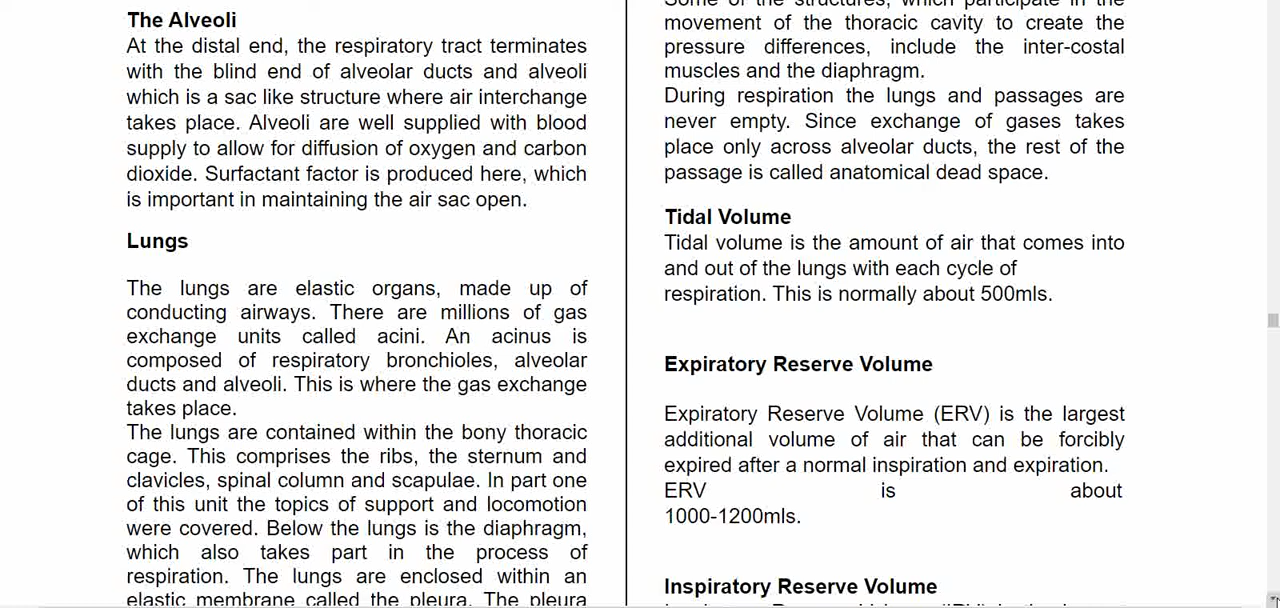 The Alveoli
At the distal end, the respiratory tract terminates
with the blind end of alveolar ducts and alveoli
which is a sac like structure where air interchange
takes place. Alveoli are well supplied with blood
supply to allow for diffusion of oxygen and carbon
dioxide. Surfactant factor is produced here, which
is important in maintaining the air sac open.
Lungs
The lungs are elastic organs, made up of
conducting airways. There are millions of gas
exchange units called acini. An acinus is
composed of respiratory bronchioles, alveolar
ducts and alveoli. This is where the gas exchange
takes place.
The lungs are contained within the bony thoracic
cage. This comprises the ribs, the sternum and
clavicles, spinal column and scapulae. In part one
of this unit the topics of support and locomotion
were covered. Below the lungs is the diaphragm,
which also takes part in the process of
respiration. The lungs are enclosed within an
elastic membrane called the pleura. The pleura
Some of the structures, which participate in the
movement of the thoracic cavity to create the
pressure differences, include the inter-costal
muscles and the diaphragm.
During respiration the lungs and passages are
never empty. Since exchange of gases takes
place only across alveolar ducts, the rest of the
passage is called anatomical dead space.
Tidal Volume
Tidal volume is the amount of air that comes into
and out of the lungs with each cycle of
respiration. This is normally about 500mls.
Expiratory Reserve Volume
Expiratory Reserve Volume (ERV) is the largest
additional volume of air that can be forcibly
expired after a normal inspiration and expiration.
ERV is about
1000-1200mls.
Inspiratory Reserve Volume